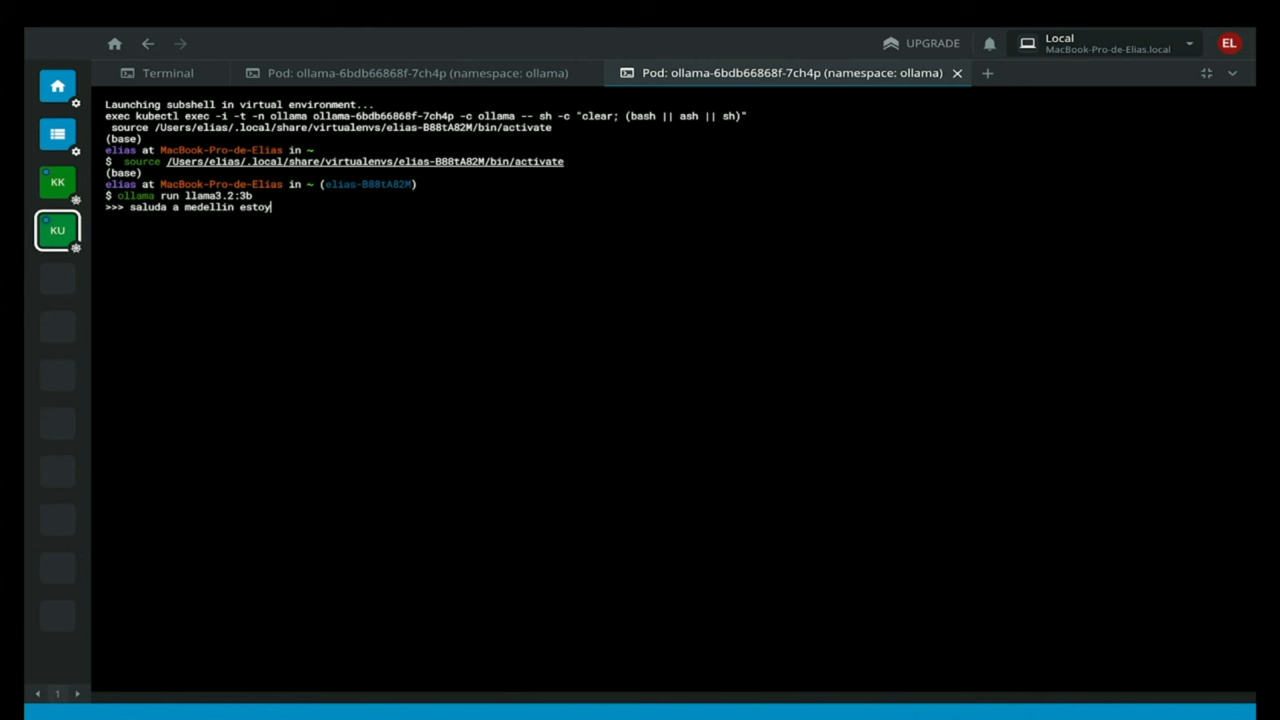 UPGRADE
Local
MacBook-Pro-de-Elias.local
EL
Terminal
Pod: ollama-6bdb66868f-7ch4p (namespace: ollama)
Pod: ollama-6bdb66868f-7ch4p (namespace: ollama)
Launching subshell in virtual environment...
exec kubectl exec -i -t -n ollama ollama-6bdb66868f-7ch4p -c ollama -- sh -c "clear; (bash || ash || sh)"
source /Users/elias/.local/share/virtualenvs/elias-B88tA82M/bin/activate
(base)
elias at MacBook-Pro-de-Elias in ~
$ source /Users/elias/.local/share/virtualenvs/elias-B88tA82M/bin/activate
(base)
elias at MacBook-Pro-de-Elias in ~ (elias-B88tA82M)
$ ollama run llama3.2:3b
>>> saluda a medellin estoy
KK
KU
1